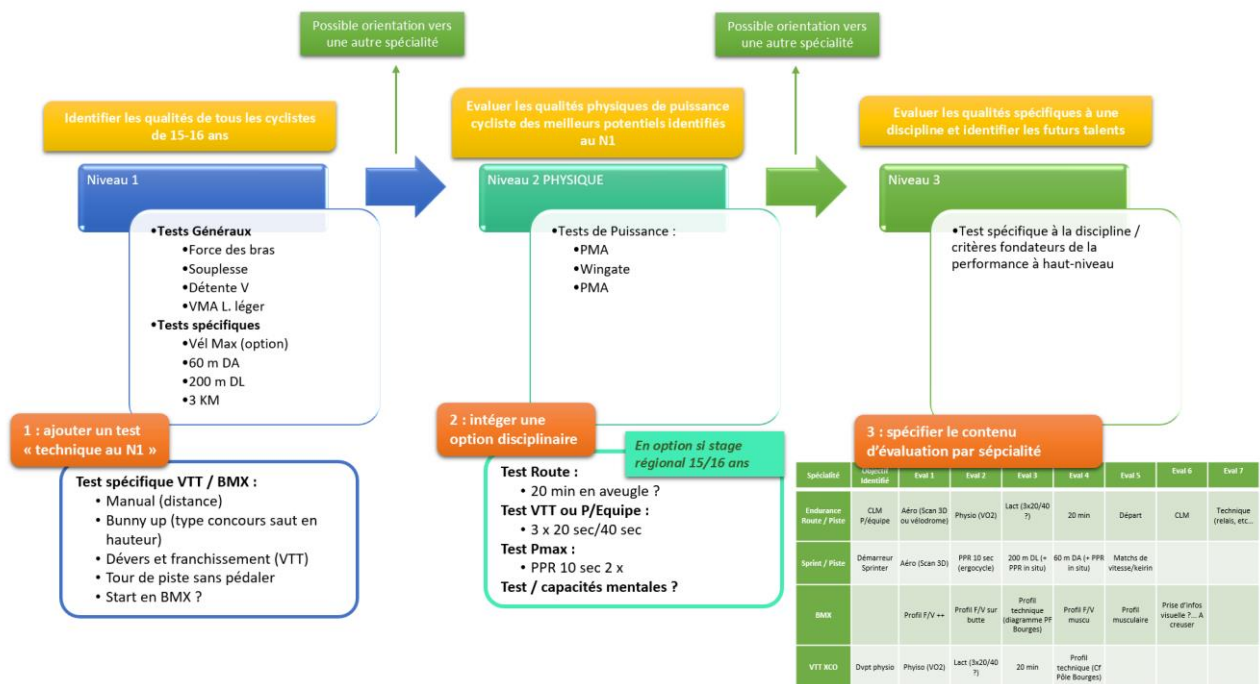 Possible orientation vers
une autre spécialité
Possible orientation vers
une autre spécialité
Identifier les qualités de tous les cyclistes
de 15-16 ans
Evaluer les qualités physiques de puissance
cycliste des meilleurs potentiels identifiés
au N1
Evaluer les qualités spécifiques à une
discipline et identifier les futurs talents
Niveau 1
•Tests Généraux
•Force des bras
•Souplesse
•Détente V
•VMA L. léger
•Tests spécifiques
•Vél Max (option)
•60 m DA
•200 m DL
•3 KM
Niveau 2 PHYSIQUE
•Tests de Puissance :
•PMA
•Wingate
•PMA
Niveau 3
•Test spécifique à la discipline /
critères fondateurs de la
performance à haut-niveau
1 : ajouter un test
« technique au N1 »
Test spécifique VTT / BMX :
• Manual (distance)
• Bunny up (type concours saut en
hauteur)
• Dévers et franchissement (VTT)
• Tour de piste sans pédaler
• Start en BMX ?
2 : intégrer une
option disciplinaire
En option si stage
régional 15/16 ans
Test Route :
• 20 min en aveugle ?
Test VTT ou P/Equipe :
• 3 x 20 sec/40 sec
Test Pmax :
• PPR 10 sec 2 x
Test / capacités mentales ?
3 : spécifier le contenu
d'évaluation par sépcialité
Spécialité Objectif Identifié Eval 1 Eval 2 Eval 3 Eval 4 Eval 5 Eval 6 Eval 7
Endurance Route / Piste CLM P/équipe Aéro (Scan 3D ou vélodrome) Physio (VO2) Lact (3x20/40 ?) 20 min Départ CLM Technique (relais, etc...
Sprint / Piste Démarreur Sprinter Aéro (Scan 3D) PPR 10 sec (ergocycle) 200 m DL (+ PPR in situ) 60 m DA (+ PPR in situ) Matchs de vitesse/keirin
BMX Profil F/V ++ Profil F/V sur butte Profil technique (diagramme PF Bourges) Profil F/V muscu Profil musculaire Prise d'infos visuelle ?... A creuser
VTT XCO Dvpt physio Phyiso (VO2) Lact (3x20/40 ?) 20 min Profil technique (Cf Pôle Bourges)